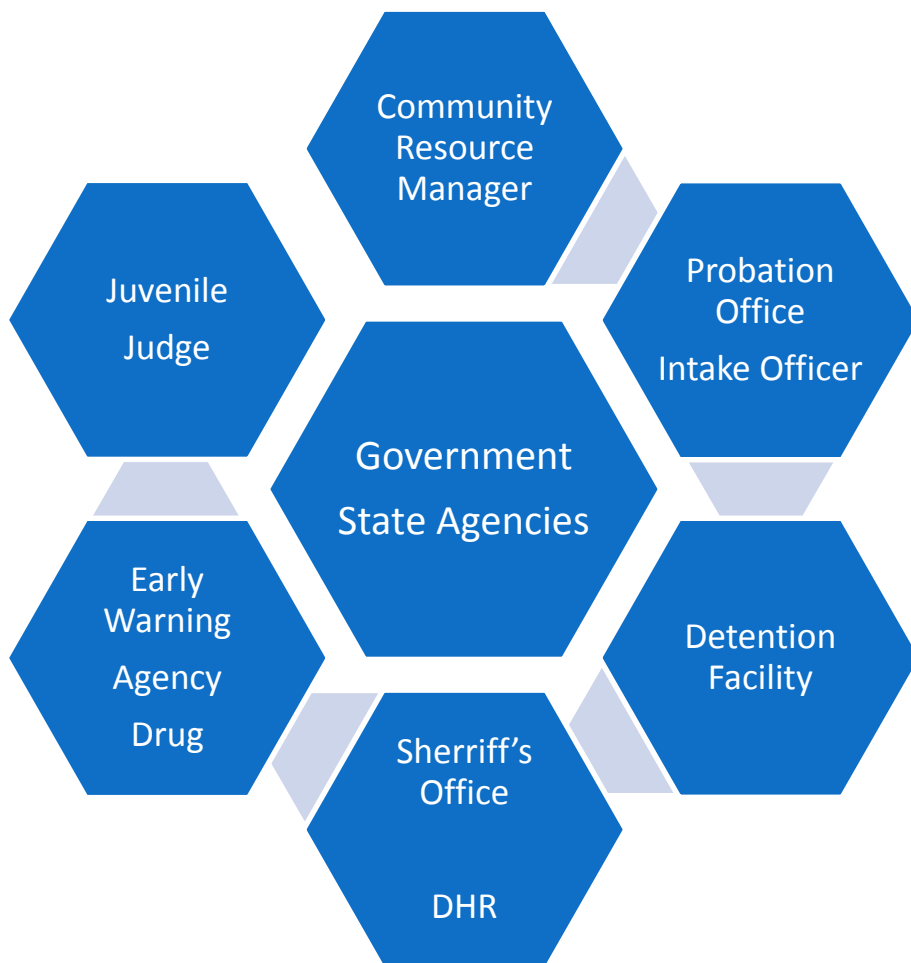 Community
Resource
Manager
Probation
Office
Intake Officer
Detention
Facility
Sherriff’s
Office
DHR
Early
Warning
Agency
Drug
Juvenile
Judge
Government
State Agencies